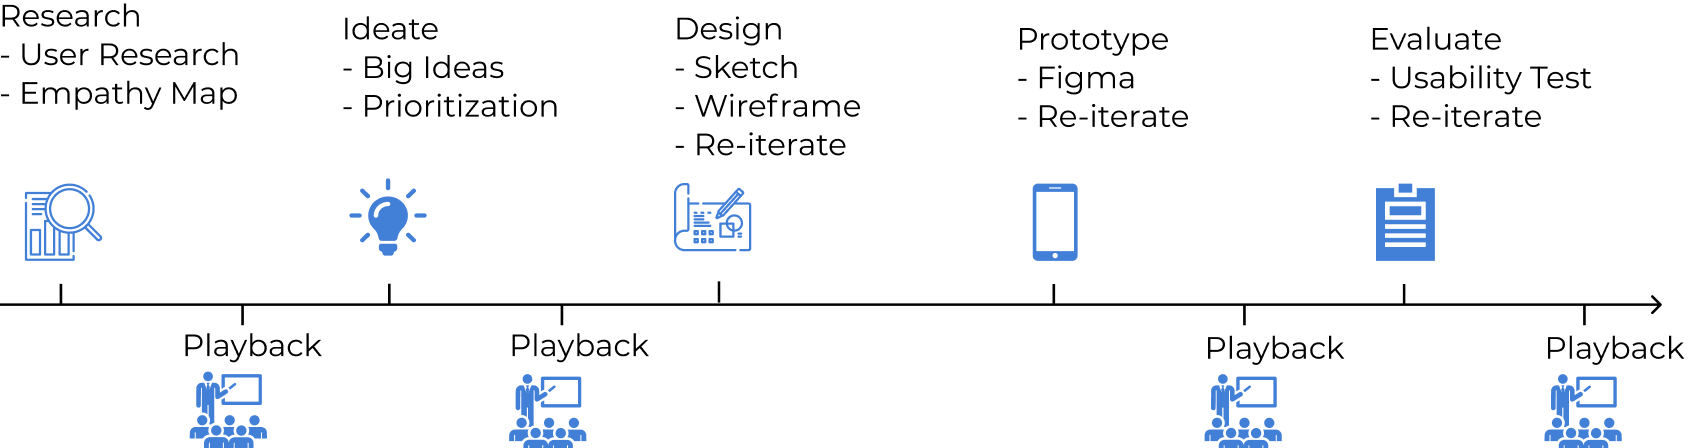 Research
- User Research
- Empathy Map
Ideate
- Big Ideas
- Prioritization
Design
- Sketch
- Wireframe
- Re-iterate
Prototype
- Figma
- Re-iterate
Evaluate
- Usability Test
- Re-iterate
Playback
Playback
Playback
Playback